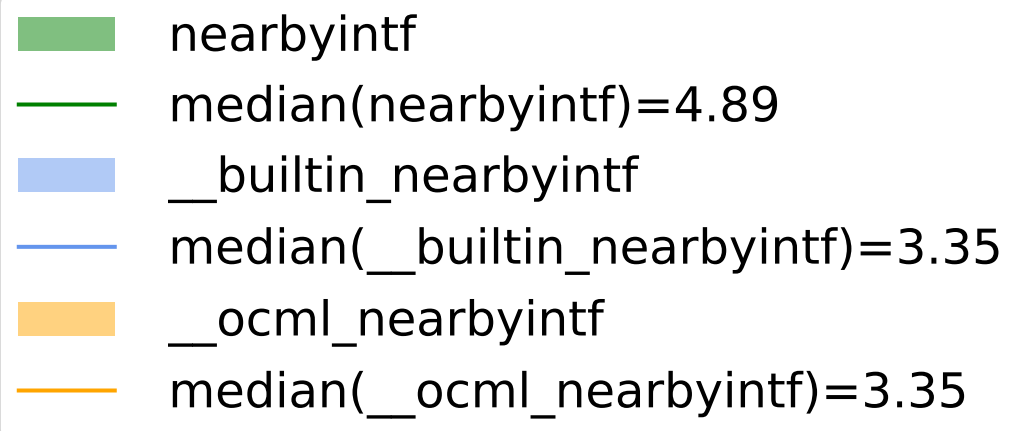 nearbyintf
median(nearbyintf)=4.89
__builtin_nearbyintf
median(__builtin_nearbyintf)=3.35
__ocml_nearbyintf
median(__ocml_nearbyintf)=3.35